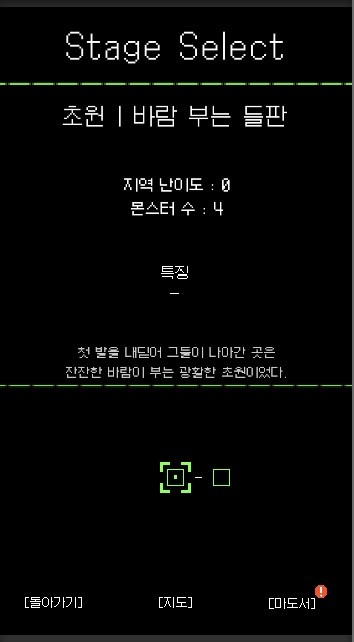 Stage Select
초원 | 바람 부는 들판
지역 난이도 : 0
몬스터 수 : 4
특징
-
첫 발을 내딛어 그들이 나아간 곳은
잔잔한 바람이 부는 광활한 초원이었다.
[돌아가기] [지도] [마도서]
!